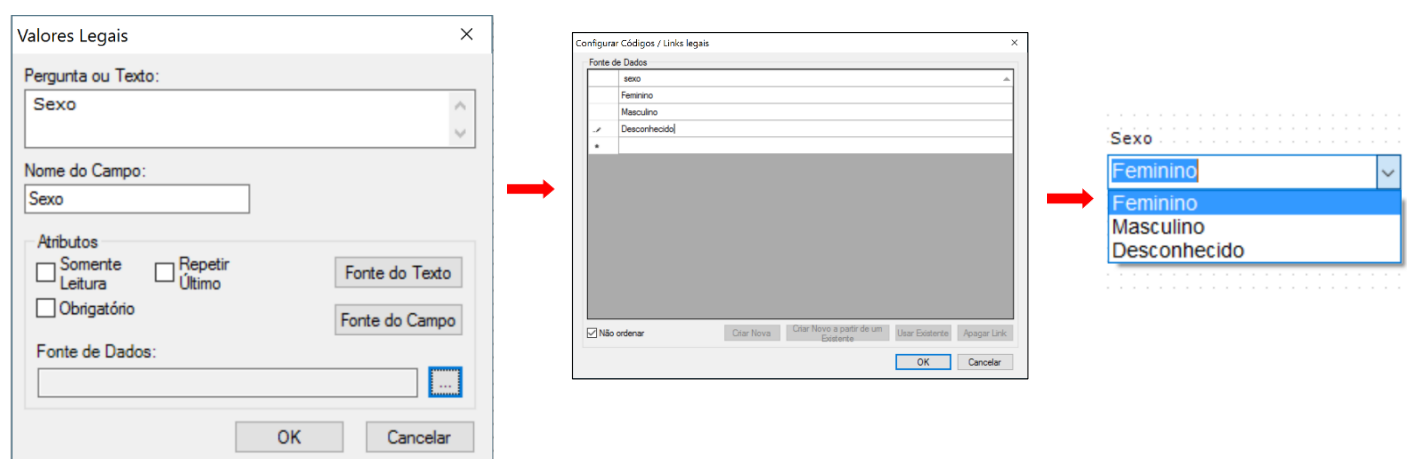 Valores Legais
Pergunta ou Texto:
Sexo
Nome do Campo:
Sexo
Atributos
Somente
Leitura
Repetir
Último
Obrigatório
Fonte do Texto
Fonte do Campo
Fonte de Dados:
...
OK
Cancelar
Configurar Códigos / Links legais
Fonte de Dados
sexo
Feminino
Masculino
Desconhecido
Não ordenar
Criar Nova
Criar Novo a partir de um
Existente
Usar Existente
Apagar Link
OK
Cancelar
Sexo
Feminino
Feminino
Masculino
Desconhecido